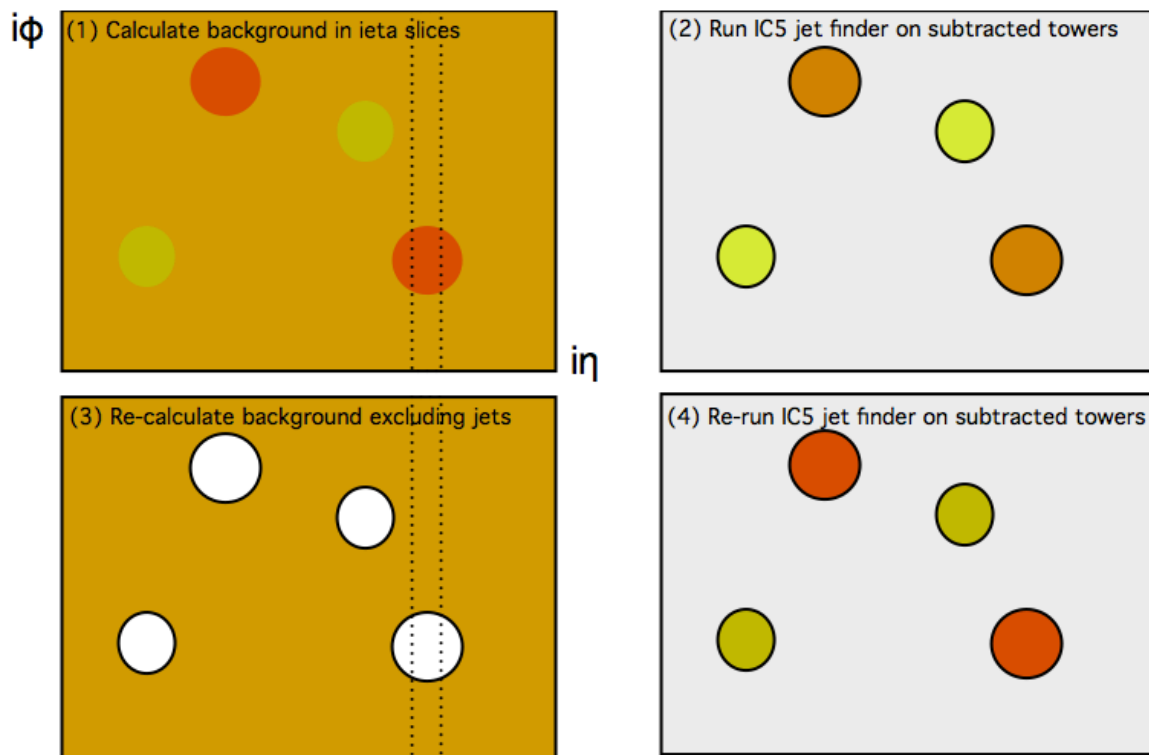 iϕ
(1) Calculate background in ieta slices
(2) Run IC5 jet finder on subtracted towers
iη
(3) Re-calculate background excluding jets
(4) Re-run IC5 jet finder on subtracted towers